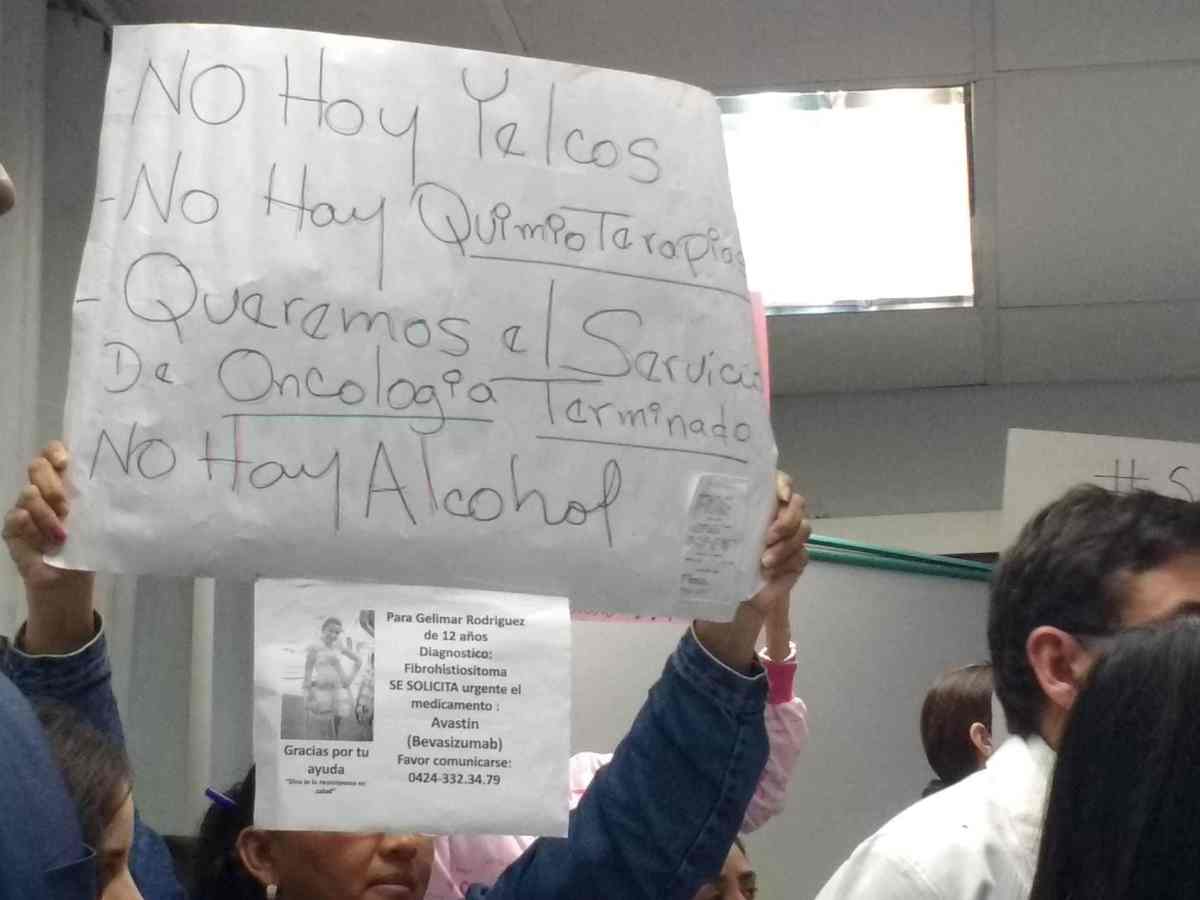 NO Hay Yelcos
-No Hay QuimioTerapias
- Queremos el Servicio
De Oncologia Terminado
NO Hay Alcohol
# S
Para Gelimar Rodriguez
de 12 años
Diagnostico:
Fibrohistiositoma
SE SOLICITA urgente el
medicamento :
Avastin
(Bevasizumab)
Favor comunicarse:
0424-332.34.79
Gracias por tu
ayuda